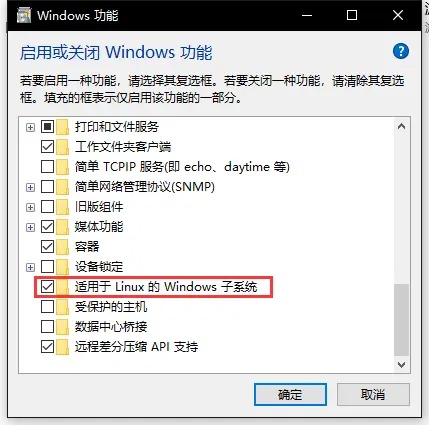 Windows 功能
启用或关闭 Windows 功能
若要启用一种功能，请选择其复选框。若要关闭一种功能，请清除其复选
框。填充的框表示仅启用该功能的一部分。
打印和文件服务
工作文件夹客户端
简单 TCPIP 服务(即 echo、daytime 等)
简单网络管理协议(SNMP)
旧版组件
媒体功能
容器
设备锁定
适用于 Linux 的 Windows 子系统
受保护的主机
数据中心桥接
远程差分压缩 API 支持
确定
取消